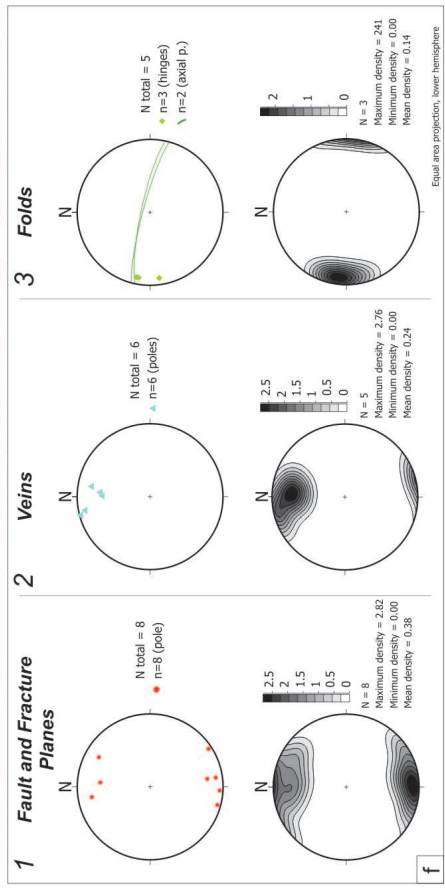 1 Fault and Fracture
Planes
N
N total = 8
n=8 (pole)
2.5
2
1.5
1
0.5
0
N = 8
Maximum density = 2.82
Minimum density = 0.00
Mean density = 0.38
2 Veins
N
N total = 6
n=6 (poles)
N
2.5
2
1.5
1
0.5
0
N = 5
Maximum density = 2.76
Minimum density = 0.00
Mean density = 0.24
3 Folds
N
N total = 5
n=3 (hinges)
n=2 (axial p.)
N
2
1
0
N = 3
Maximum density = 241
Minimum density = 0.00
Mean density = 0.14
Equal area projection, lower hemisphere
N
f